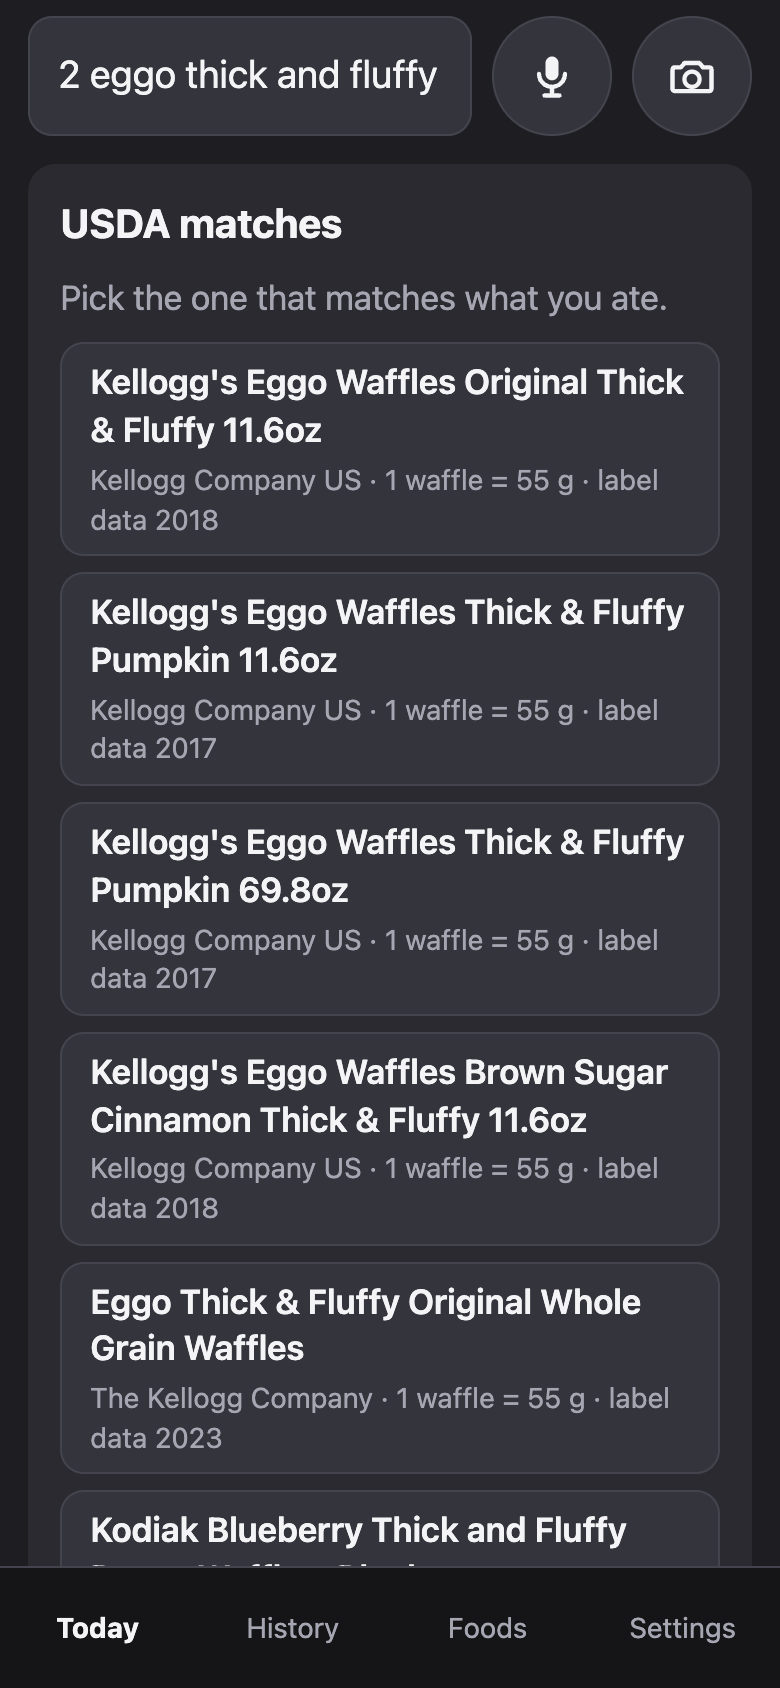 2 eggo thick and fluffy
USDA matches
Pick the one that matches what you ate.
Kellogg's Eggo Waffles Original Thick
& Fluffy 11.6oz
Kellogg Company US · 1 waffle = 55 g · label
data 2018
Kellogg's Eggo Waffles Thick & Fluffy
Pumpkin 11.6oz
Kellogg Company US · 1 waffle = 55 g · label
data 2017
Kellogg's Eggo Waffles Thick & Fluffy
Pumpkin 69.8oz
Kellogg Company US · 1 waffle = 55 g · label
data 2017
Kellogg's Eggo Waffles Brown Sugar
Cinnamon Thick & Fluffy 11.6oz
Kellogg Company US · 1 waffle = 55 g · label
data 2018
Eggo Thick & Fluffy Original Whole
Grain Waffles
The Kellogg Company · 1 waffle = 55 g · label
data 2023
Kodiak Blueberry Thick and Fluffy
Today
History
Foods
Settings